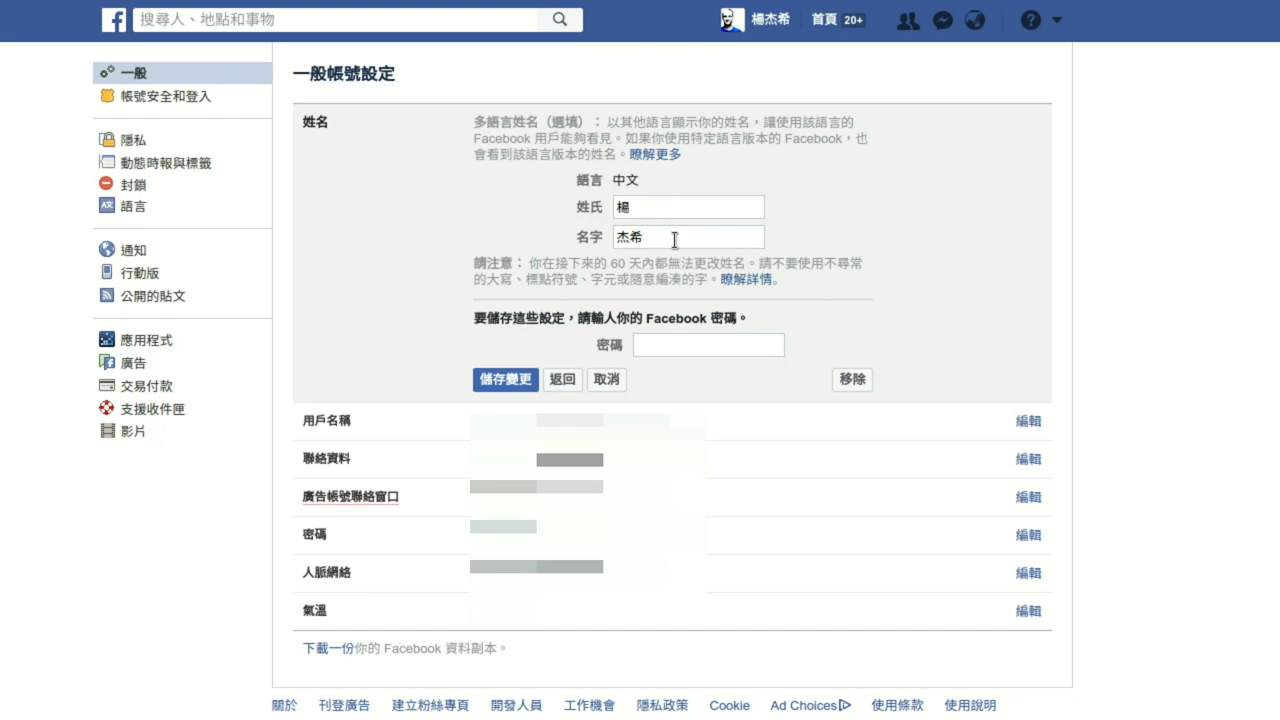 搜尋人、地點和事物
楊杰希
首頁 20+
一般
帳號安全和登入
隱私
動態時報與標籤
封鎖
語言
通知
行動版
公開的貼文
應用程式
廣告
交易付款
支援收件匣
影片
一般帳號設定
姓名
多語言姓名（選填）： 以其他語言顯示你的姓名，讓使用該語言的
Facebook 用戶能夠看見。如果你使用特定語言版本的 Facebook，也
會看到該語言版本的姓名。瞭解更多
語言 中文
姓氏 楊
名字 杰希
請注意： 你在接下來的 60 天內都無法更改姓名。請不要使用不尋常
的大寫、標點符號、字元或隨意編湊的字。瞭解詳情。
要儲存這些設定，請輸入你的 Facebook 密碼。
密碼
儲存變更 返回 取消 移除
用戶名稱 編輯
聯絡資料 編輯
廣告帳號聯絡窗口 編輯
密碼 編輯
人脈網絡 編輯
氣溫 編輯
下載一份你的 Facebook 資料副本。
關於 刊登廣告 建立粉絲專頁 開發人員 工作機會 隱私政策 Cookie Ad Choices 使用條款 使用說明